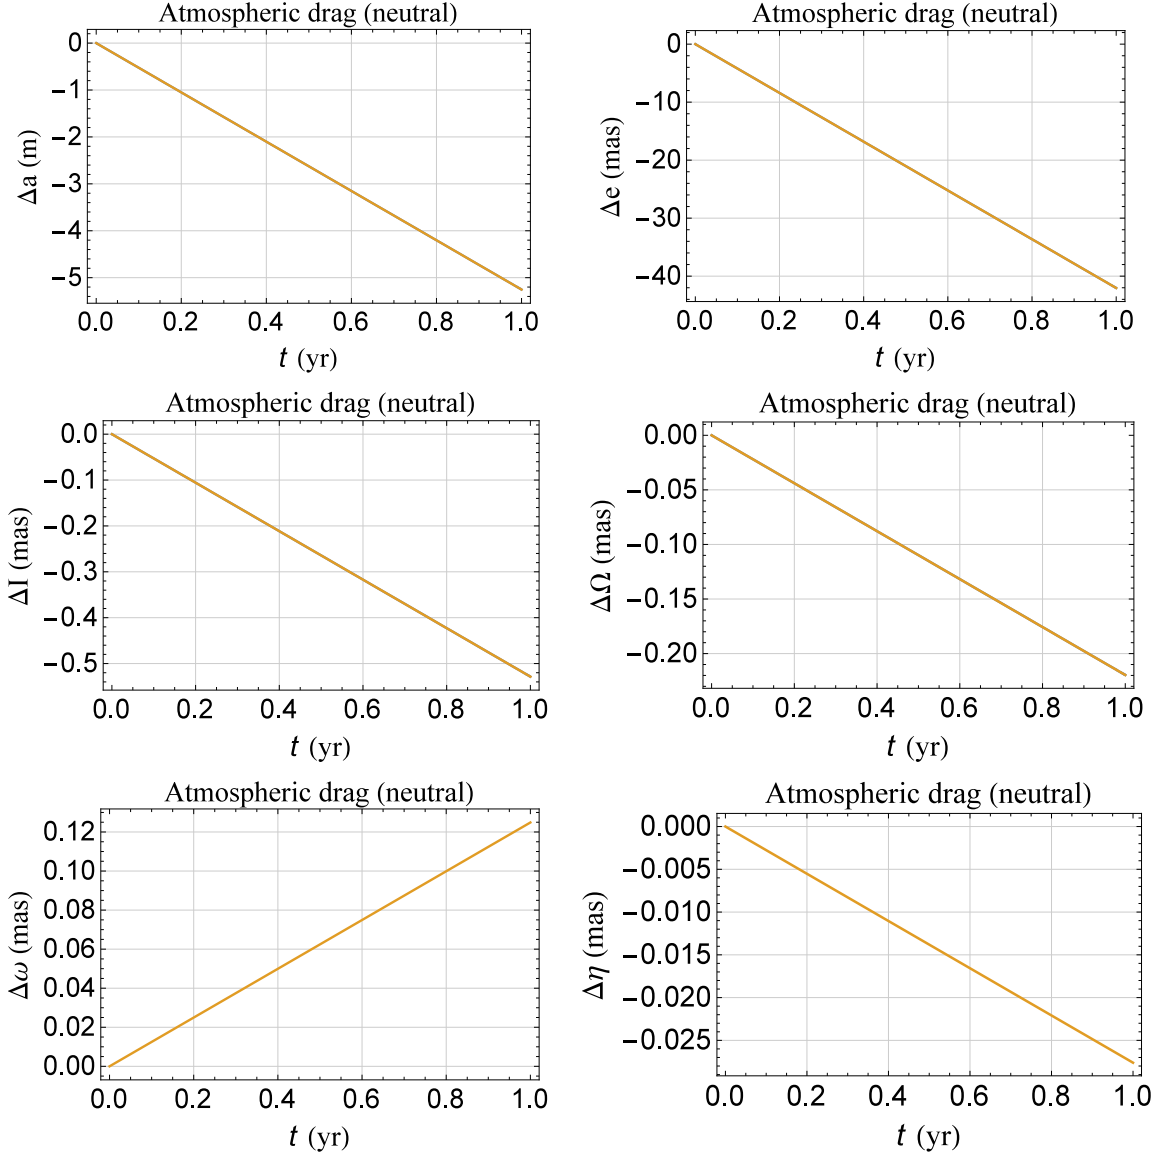 Atmospheric drag (neutral)
Δa (m)
0
−1
−2
−3
−4
−5
0.0 0.2 0.4 0.6 0.8 1.0
t (yr)
Atmospheric drag (neutral)
Δe (mas)
0
−10
−20
−30
−40
0.0 0.2 0.4 0.6 0.8 1.0
t (yr)
Atmospheric drag (neutral)
ΔI (mas)
0.0
−0.1
−0.2
−0.3
−0.4
−0.5
0.0 0.2 0.4 0.6 0.8 1.0
t (yr)
Atmospheric drag (neutral)
ΔΩ (mas)
0.00
−0.05
−0.10
−0.15
−0.20
0.0 0.2 0.4 0.6 0.8 1.0
t (yr)
Atmospheric drag (neutral)
Δω (mas)
0.12
0.10
0.08
0.06
0.04
0.02
0.00
0.0 0.2 0.4 0.6 0.8 1.0
t (yr)
Atmospheric drag (neutral)
Δη (mas)
0.000
−0.005
−0.010
−0.015
−0.020
−0.025
0.0 0.2 0.4 0.6 0.8 1.0
t (yr)